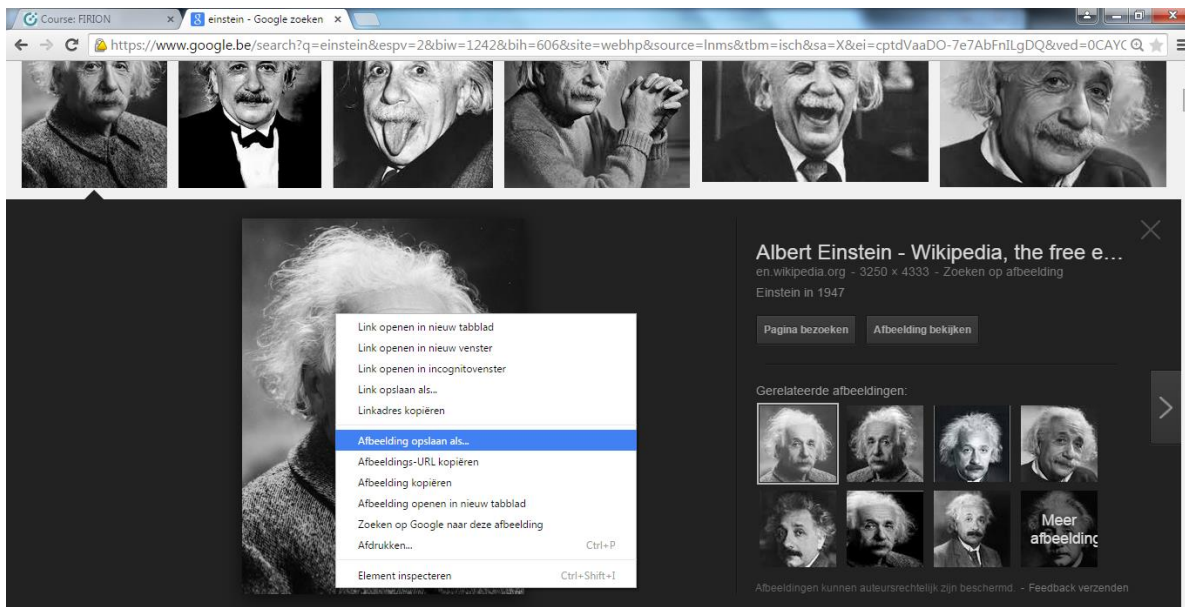 Course: FIRION
einstein - Google zoeken
https://www.google.be/search?q=einstein&espv=2&biw=1242&bih=606&site=webhp&source=lnms&tbm=isch&sa=X&ei=cptdVaaDO-7e7AbFnILgDQ&ved=0CAYC
Albert Einstein - Wikipedia, the free e...
en.wikipedia.org - 3250 × 4333 - Zoeken op afbeelding
Einstein in 1947
Pagina bezoeken
Afbeelding bekijken
Gerelateerde afbeeldingen:
Meer
afbeelding
Afbeeldingen kunnen auteursrechtelijk zijn beschermd. - Feedback verzenden
Link openen in nieuw tabblad
Link openen in nieuw venster
Link openen in incognitovenster
Link opslaan als...
Linkadres kopiëren
Afbeelding opslaan als...
Afbeeldings-URL kopiëren
Afbeelding kopiëren
Afbeelding openen in nieuw tabblad
Zoeken op Google naar deze afbeelding
Afdrukken... Ctrl+P
Element inspecteren Ctrl+Shift+I